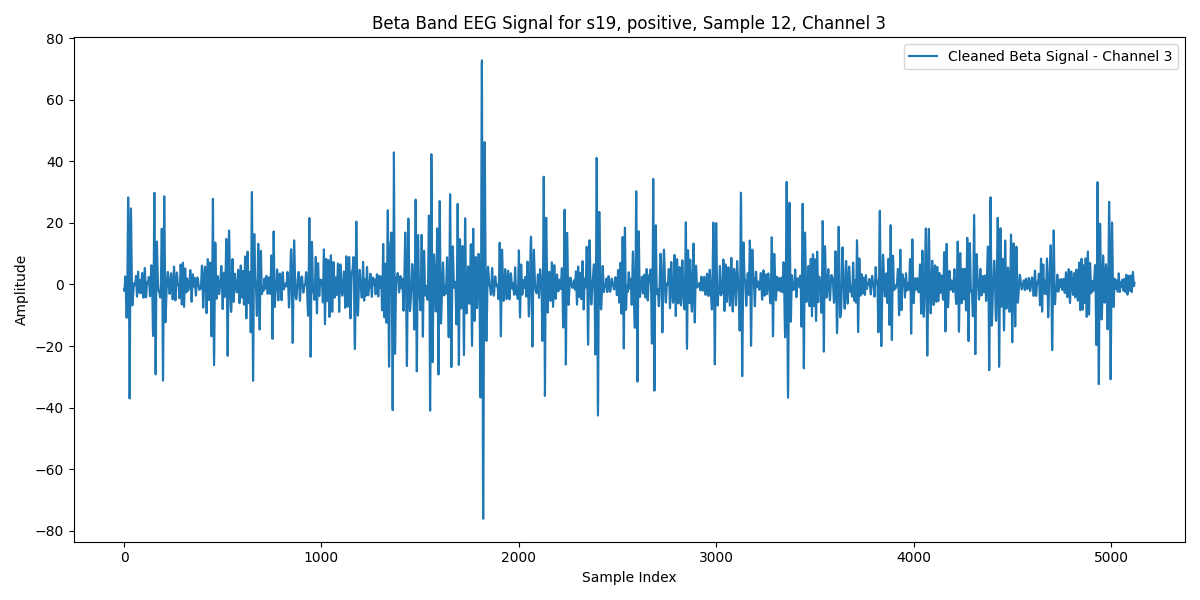 Beta Band EEG Signal for s19, positive, Sample 12, Channel 3
Cleaned Beta Signal - Channel 3
Amplitude
80
60
40
20
0
−20
−40
−60
−80
0 1000 2000 3000 4000 5000
Sample Index